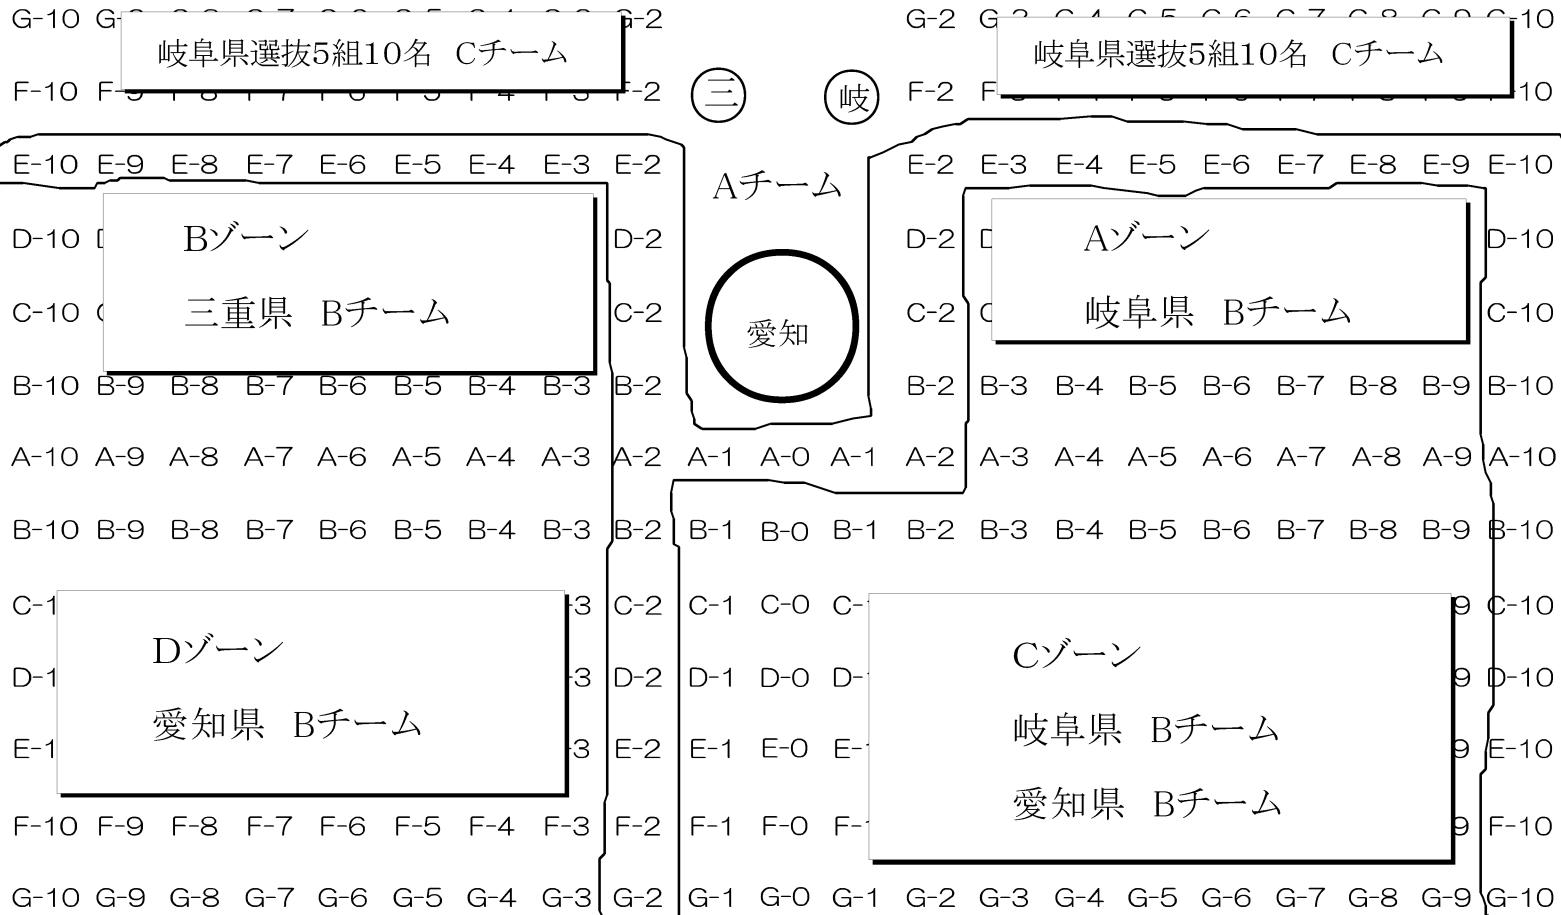 G-10 G-2 G-2 G-10
岐阜県選抜5組10名 Cチーム 岐阜県選抜5組10名 Cチーム
F-10 F-2 三 岐 F-2
E-10 E-9 E-8 E-7 E-6 E-5 E-4 E-3 E-2 E-2 E-3 E-4 E-5 E-6 E-7 E-8 E-9 E-10
Aチーム
D-10 Bゾーン D-2 D-2 Aゾーン D-10
C-10 三重県 Bチーム C-2 愛知 C-2 岐阜県 Bチーム C-10
B-10 B-9 B-8 B-7 B-6 B-5 B-4 B-3 B-2 B-2 B-3 B-4 B-5 B-6 B-7 B-8 B-9 B-10
A-10 A-9 A-8 A-7 A-6 A-5 A-4 A-3 A-2 A-1 A-0 A-1 A-2 A-3 A-4 A-5 A-6 A-7 A-8 A-9 A-10
B-10 B-9 B-8 B-7 B-6 B-5 B-4 B-3 B-2 B-1 B-0 B-1 B-2 B-3 B-4 B-5 B-6 B-7 B-8 B-9 B-10
C-1 -3 C-2 C-1 C-0 C- 9 C-10
Dゾーン Cゾーン
D-1 -3 D-2 D-1 D-0 D- 9 D-10
愛知県 Bチーム 岐阜県 Bチーム
E-1 -3 E-2 E-1 E-0 E- 9 E-10
愛知県 Bチーム
F-10 F-9 F-8 F-7 F-6 F-5 F-4 F-3 F-2 F-1 F-0 F- 9 F-10
G-10 G-9 G-8 G-7 G-6 G-5 G-4 G-3 G-2 G-1 G-0 G-1 G-2 G-3 G-4 G-5 G-6 G-7 G-8 G-9 G-10